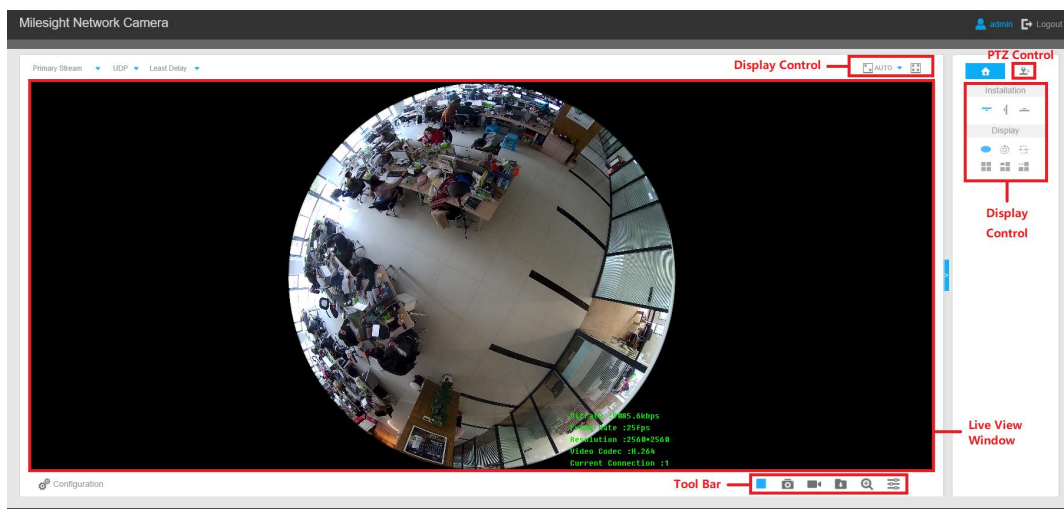 Milesight Network Camera
admin
Logout
Primary Stream
UDP
Least Delay
Display Control
AUTO
PTZ Control
Installation
Display
Display
Control
Rate :25fps
Resolution :2560*2560
Video Codec :H.264
Current Connection :1
Live View
Window
Configuration
Tool Bar